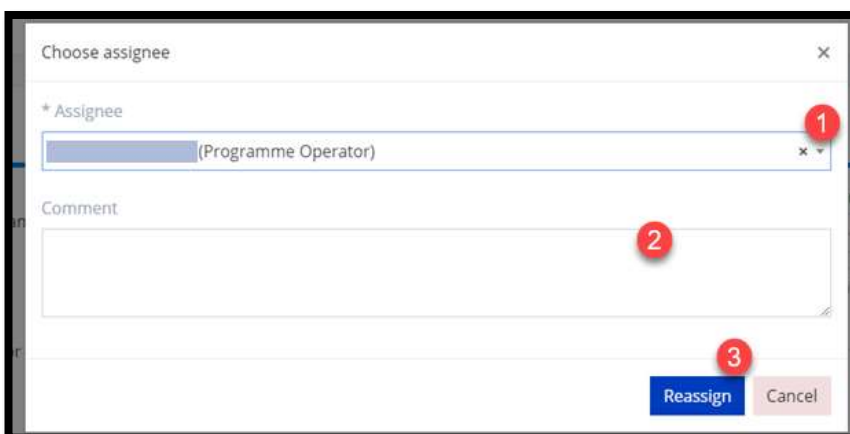 Choose assignee ×
* Assignee
1
(Programme Operator) ×
Comment
2
3
Reassign Cancel